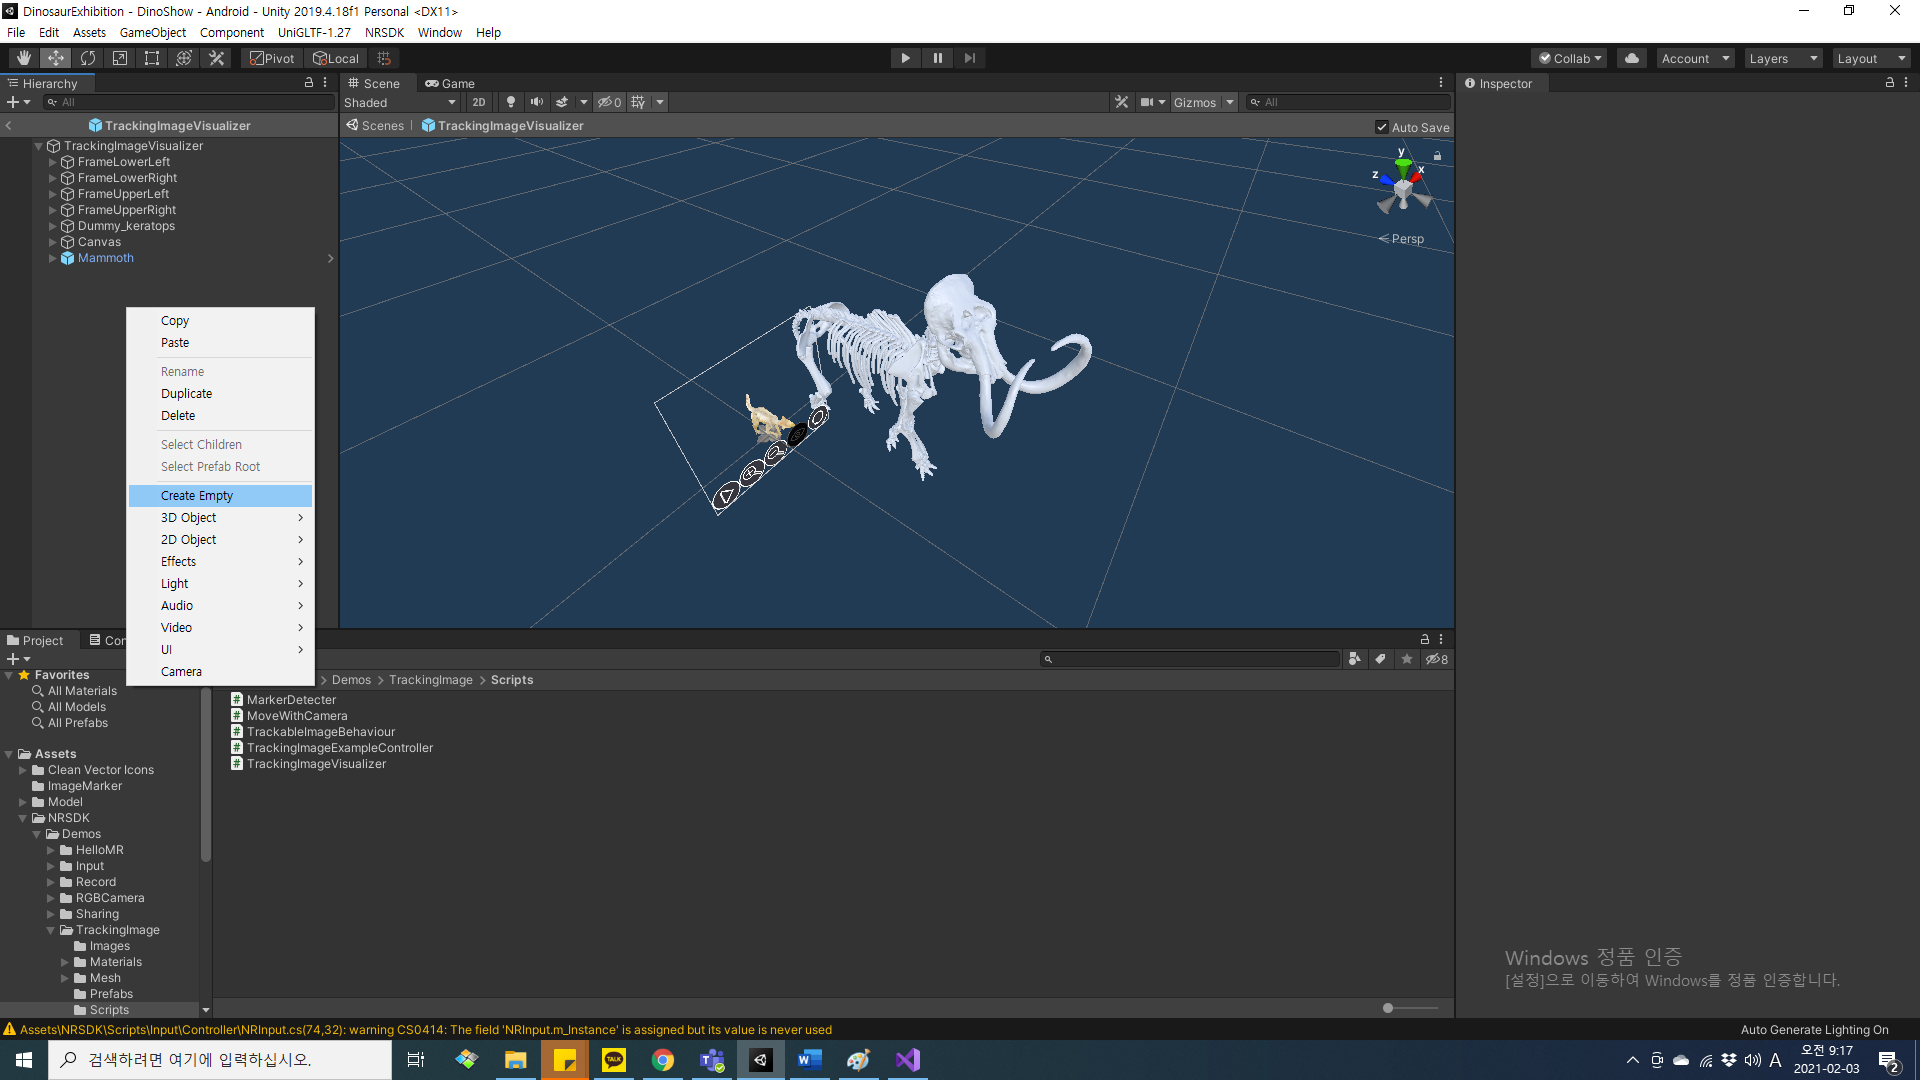 DinosaurExhibition - DinoShow - Android - Unity 2019.4.18f1 Personal <DX11>
File Edit Assets GameObject Component UniGLTF-1.27 NRSDK Window Help
Pivot Local Collab Account Layers Layout
Hierarchy
All
TrackingImageVisualizer
TrackingImageVisualizer
FrameLowerLeft
FrameLowerRight
FrameUpperLeft
FrameUpperRight
Dummy_keratops
Canvas
Mammoth
Copy
Paste
Rename
Duplicate
Delete
Select Children
Select Prefab Root
Create Empty
3D Object
2D Object
Effects
Light
Audio
Video
UI
Camera
Scene Game
Shaded 2D 0 Gizmos All
Scenes TrackingImageVisualizer Auto Save
y
x
z
Persp
Inspector
Project Con
8
Favorites
All Materials
All Models
All Prefabs
Assets
Clean Vector Icons
ImageMarker
Model
NRSDK
Demos
HelloMR
Input
Record
RGBCamera
Sharing
TrackingImage
Images
Materials
Mesh
Prefabs
Scripts
Demos > TrackingImage > Scripts
MarkerDetecter
MoveWithCamera
TrackableImageBehaviour
TrackingImageExampleController
TrackingImageVisualizer
Windows 정품 인증
[설정]으로 이동하여 Windows를 정품 인증합니다.
Assets\NRSDK\Scripts\Input\Controller\NRInput.cs(74,32): warning CS0414: The field 'NRInput.m_Instance' is assigned but its value is never used
Auto Generate Lighting On
검색하려면 여기에 입력하십시오.
TALK
A
오전 9:17
2021-02-03
2